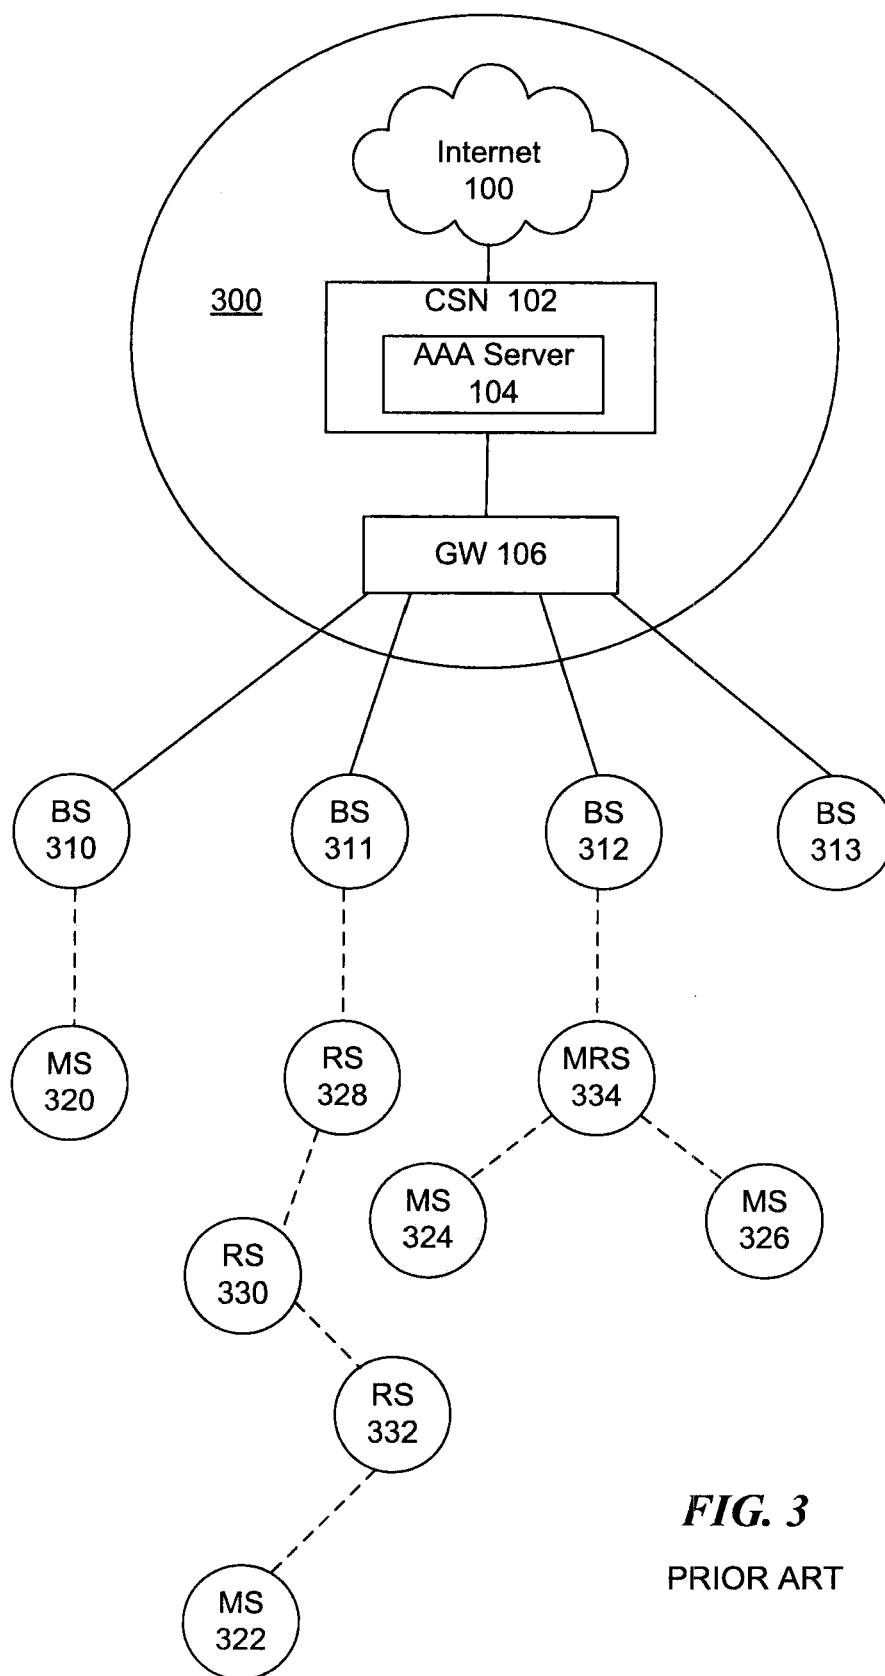 Internet
100
300
CSN 102
AAA Server
104
GW 106
BS
310
BS
311
BS
312
BS
313
MS
320
RS
328
MRS
334
MS
324
MS
326
RS
330
RS
332
MS
322
FIG. 3
PRIOR ART